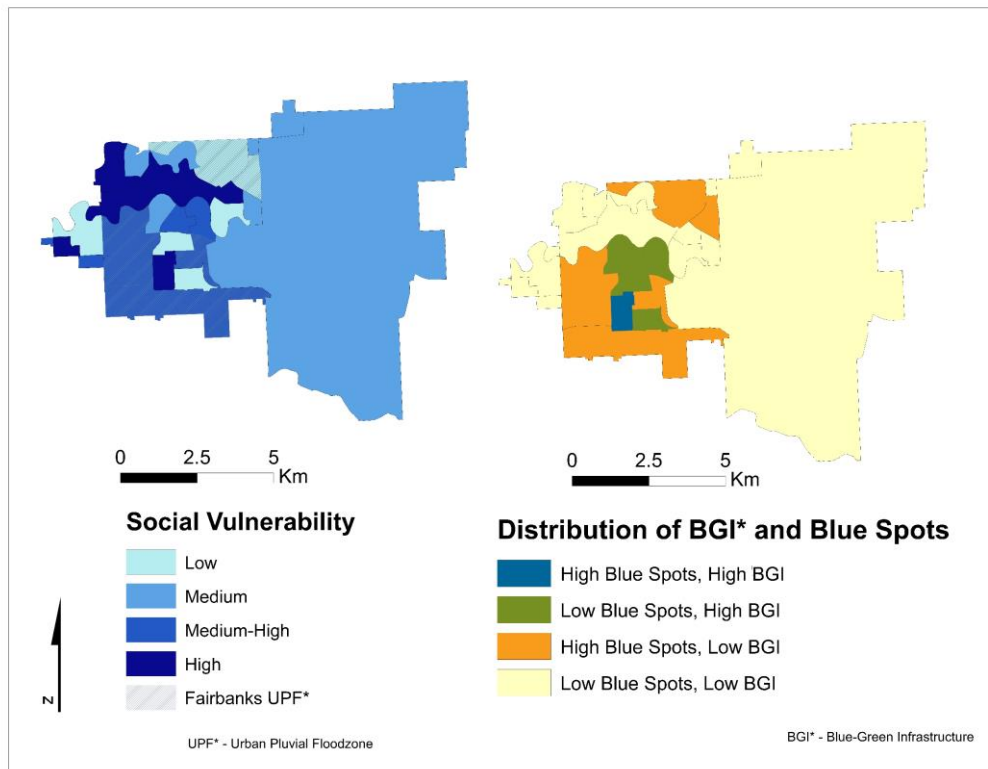 0 2.5 5
Km
Social Vulnerability
Low
Medium
Medium-High
High
Fairbanks UPF*
N
UPF* - Urban Pluvial Floodzone
0 2.5 5
Km
Distribution of BGI* and Blue Spots
High Blue Spots, High BGI
Low Blue Spots, High BGI
High Blue Spots, Low BGI
Low Blue Spots, Low BGI
BGI* - Blue-Green Infrastructure